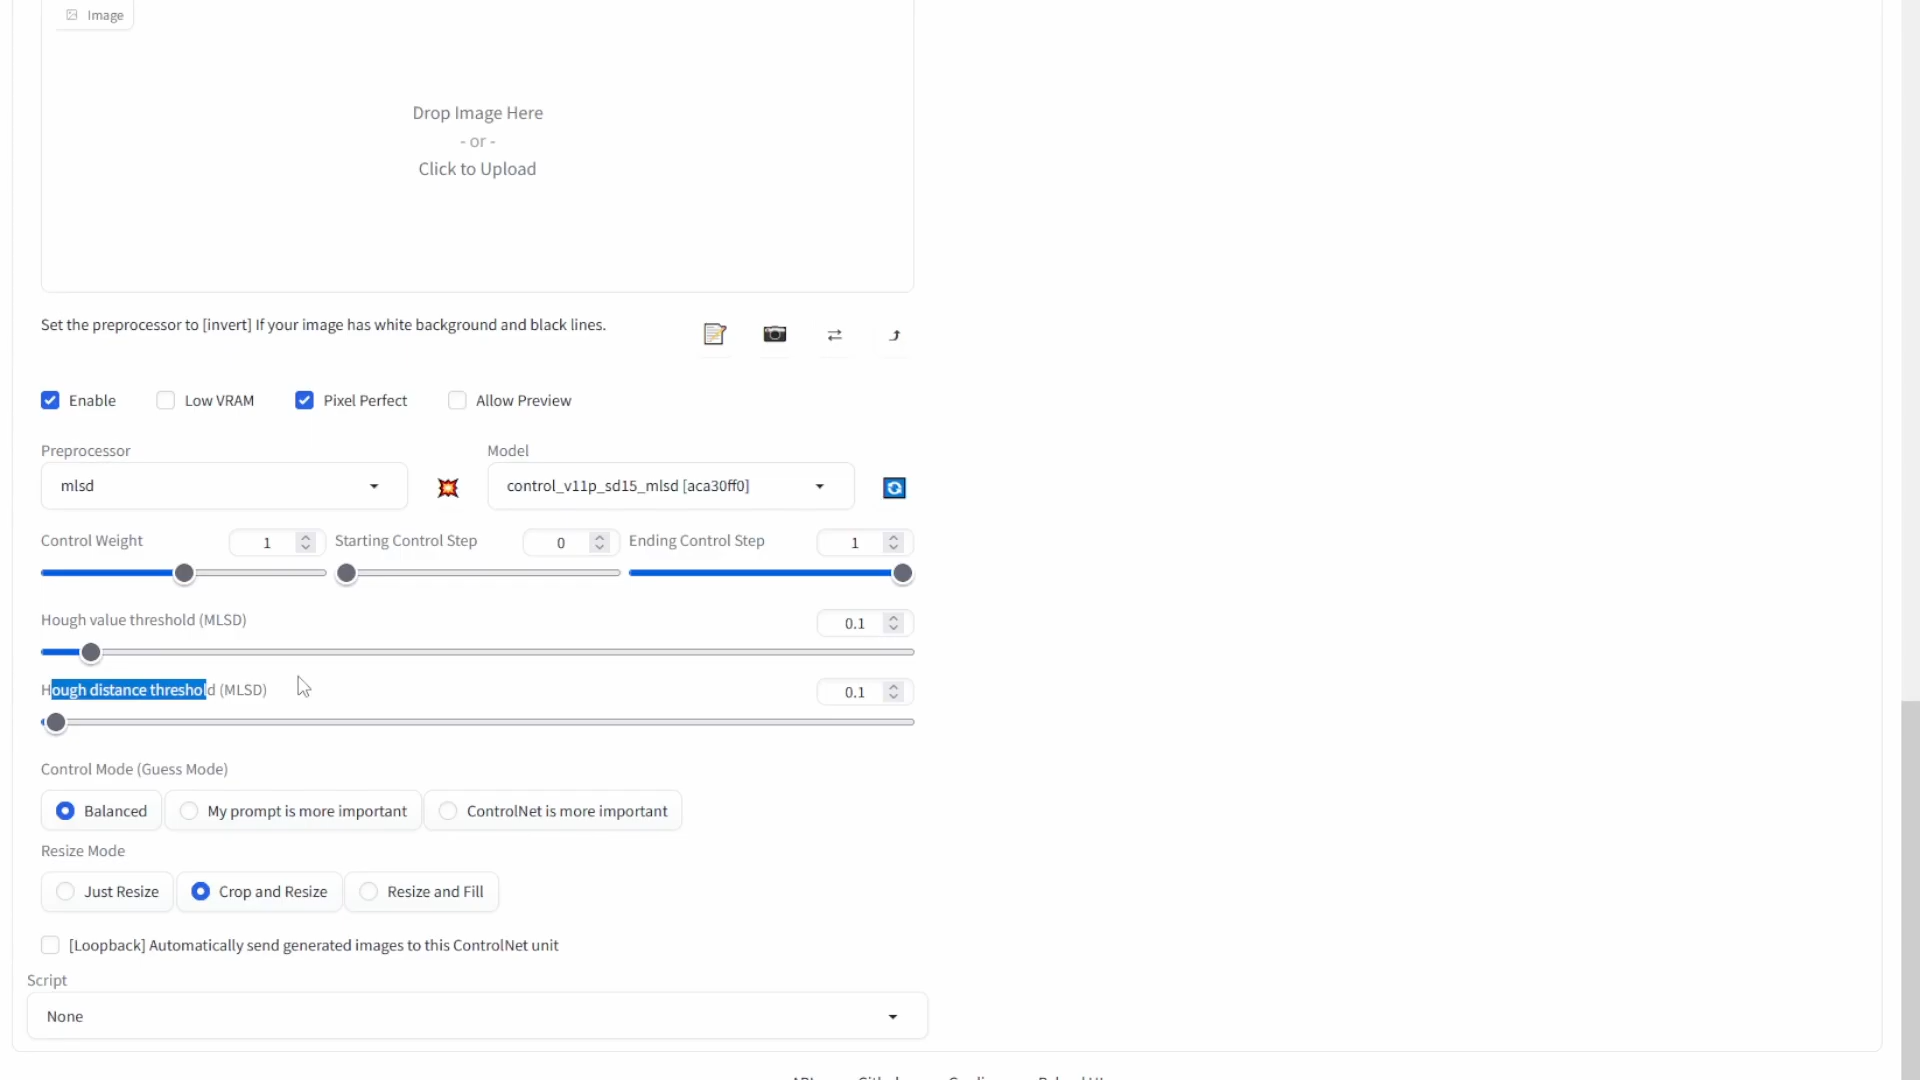 Image
Drop Image Here
- or -
Click to Upload
Set the preprocessor to [invert] If your image has white background and black lines.
Enable Low VRAM Pixel Perfect Allow Preview
Preprocessor Model
mlsd control_v11p_sd15_mlsd [aca30ff0]
Control Weight 1 Starting Control Step 0 Ending Control Step 1
Hough value threshold (MLSD) 0.1
Hough distance threshold (MLSD) 0.1
Control Mode (Guess Mode)
Balanced My prompt is more important ControlNet is more important
Resize Mode
Just Resize Crop and Resize Resize and Fill
[Loopback] Automatically send generated images to this ControlNet unit
Script
None